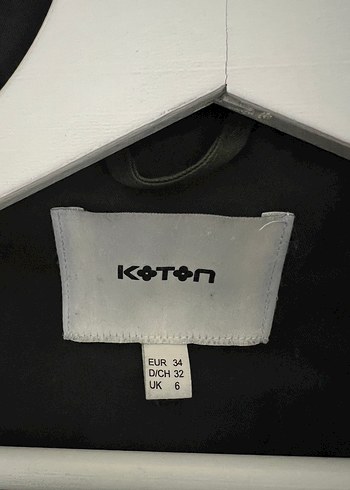 KOTON
EUR 34
D/CH 32
UK 6